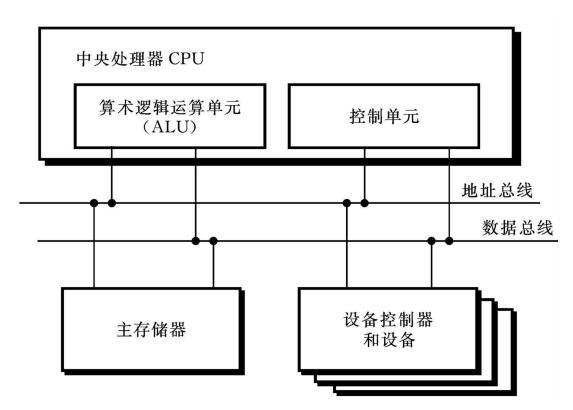 中央处理器 CPU
算术逻辑运算单元
（ALU）
控制单元
地址总线
数据总线
主存储器
设备控制器
和设备